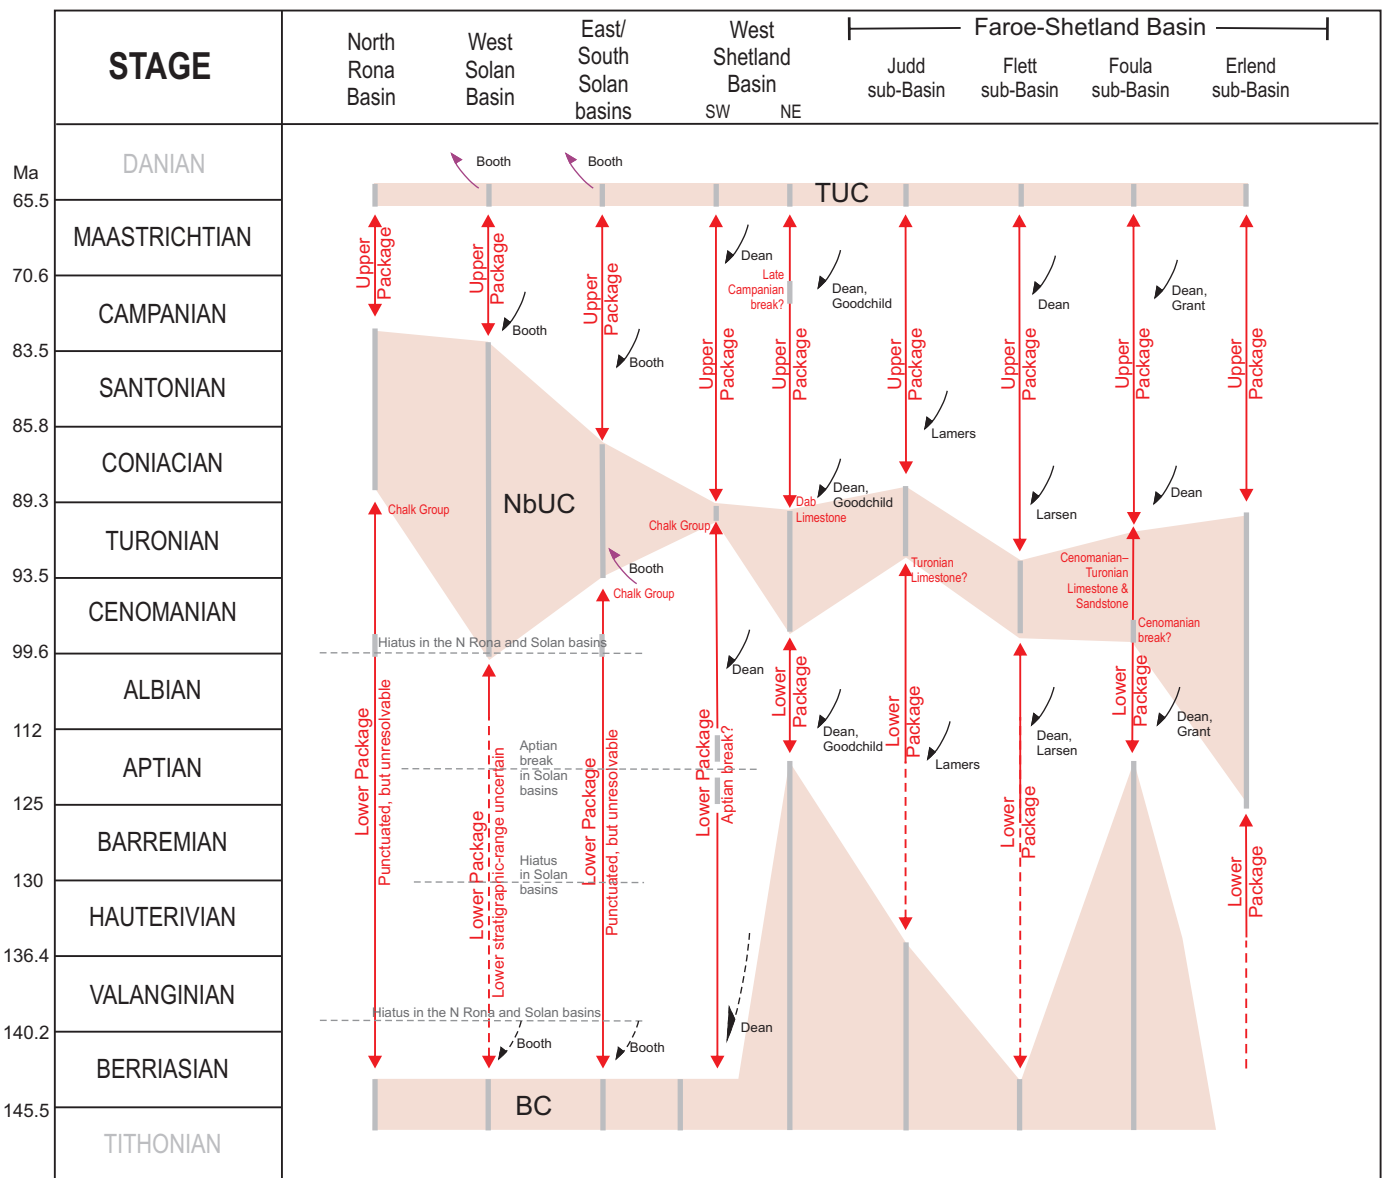 STAGE
North
Rona
Basin
West
Solan
Basin
East/
South
Solan
basins
West
Shetland
Basin
SW
NE
Faroe-Shetland Basin
Judd
sub-Basin
Flett
sub-Basin
Foula
sub-Basin
Erlend
sub-Basin
Ma
DANIAN
65.5
MAASTRICHTIAN
70.6
CAMPANIAN
83.5
SANTONIAN
85.8
CONIACIAN
89.3
TURONIAN
93.5
CENOMANIAN
99.6
ALBIAN
112
APTIAN
125
BARREMIAN
130
HAUTERIVIAN
136.4
VALANGINIAN
140.2
BERRIASIAN
145.5
TITHONIAN
Booth
Booth
TUC
Upper
Package
Upper
Package
Upper
Package
Upper
Package
Upper
Package
Upper
Package
Upper
Package
Upper
Package
Upper
Package
Dean
Late
Campanian
break?
Dean,
Goodchild
Dean
Dean,
Grant
Booth
Booth
Lamers
Dean,
Goodchild
Larsen
Dean
Chalk Group
NbUC
Chalk Group
Dab
Limestone
Booth
Chalk Group
Turonian
Limestone?
Cenomanian–
Turonian
Limestone &
Sandstone
Cenomanian
break?
Hiatus in the N Rona and Solan basins
Dean
Dean,
Goodchild
Lamers
Dean,
Larsen
Dean,
Grant
Lower Package
Punctuated, but unresolvable
Lower Package
Lower stratigraphic-range uncertain
Aptian
break
in Solan
basins
Hiatus
in Solan
basins
Lower Package
Punctuated, but unresolvable
Lower Package
Aptian break?
Lower
Package
Lower
Package
Lower
Package
Lower
Package
Lower
Package
Hiatus in the N Rona and Solan basins
Booth
Booth
Dean
BC